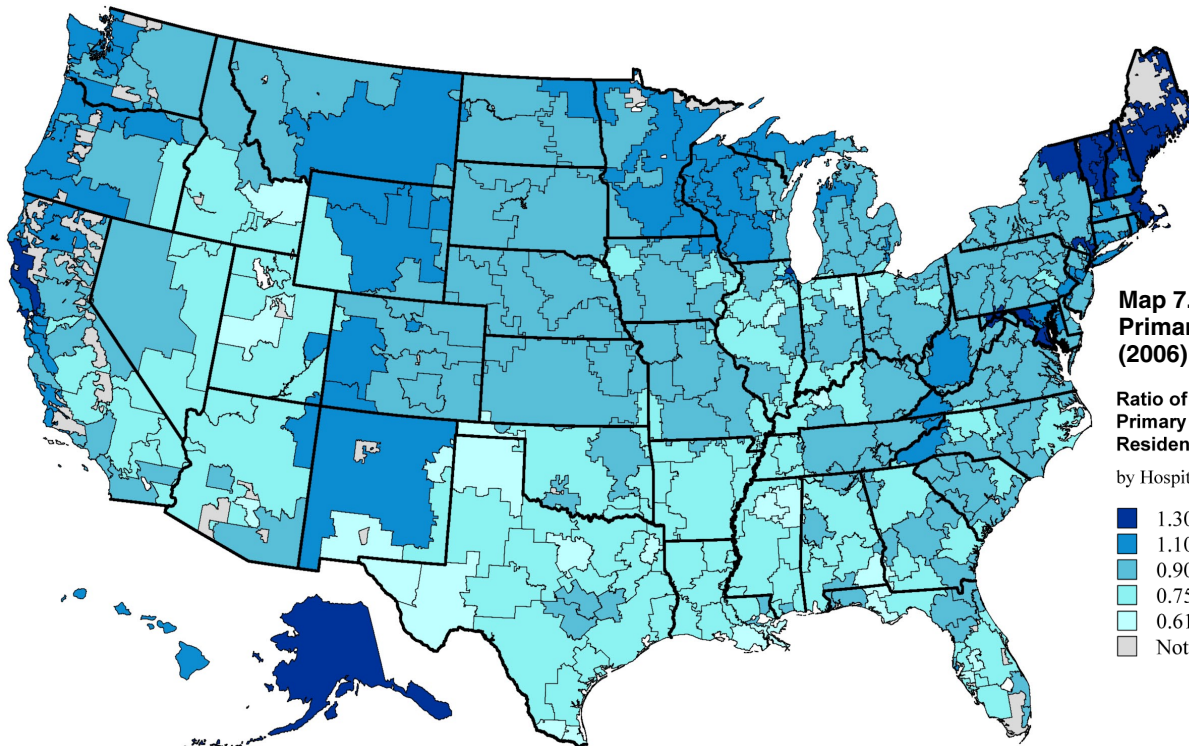 Map 7.
Primar
(2006)
Ratio of
Primary
Residen
by Hospit
1.30
1.10
0.90
0.75
0.61
Not